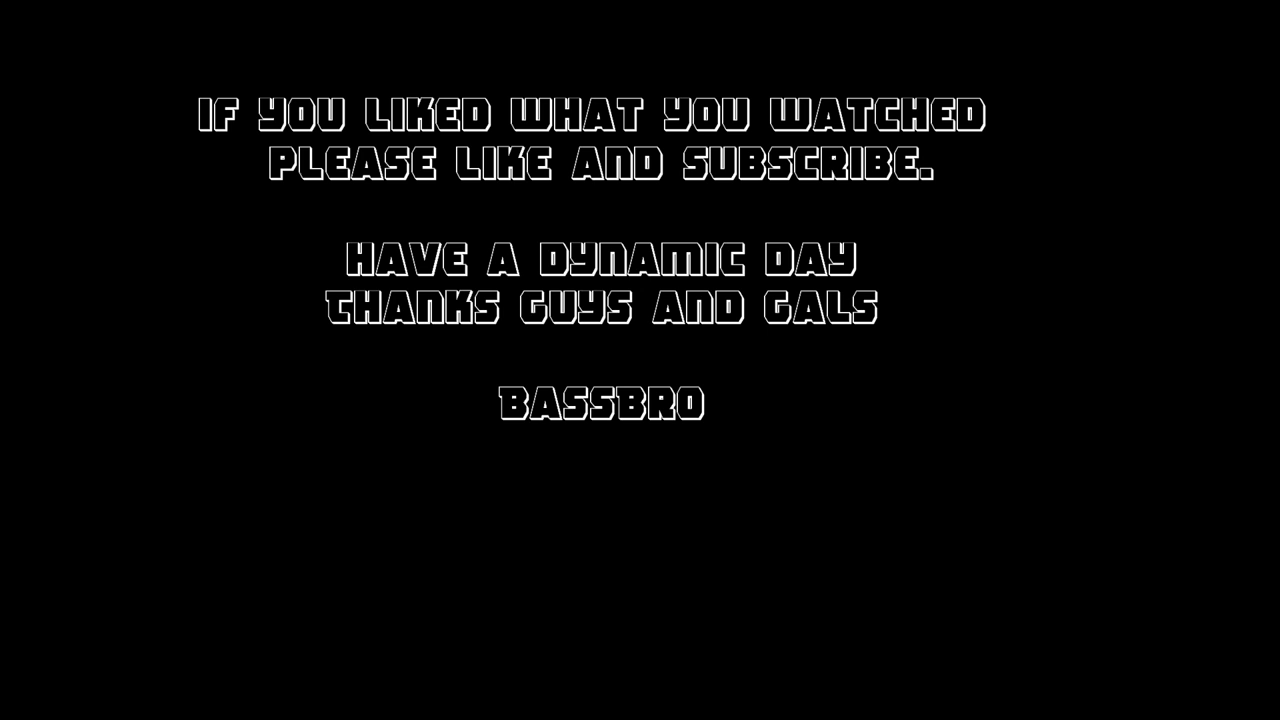 IF YOU LIKED WHAT YOU WATCHED
PLEASE LIKE AND SUBSCRIBE.
HAVE A DYNAMIC DAY
THANKS GUYS AND GALS
BASSBRO